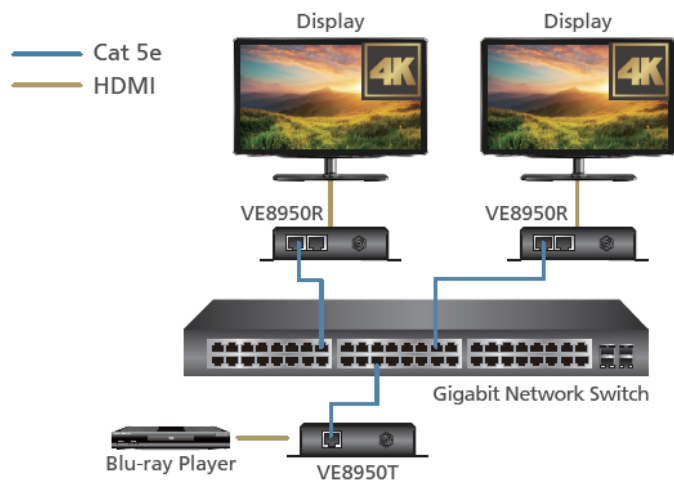 Display
Display
Cat 5e
HDMI
4K
4K
VE8950R
VE8950R
Gigabit Network Switch
Blu-ray Player
VE8950T